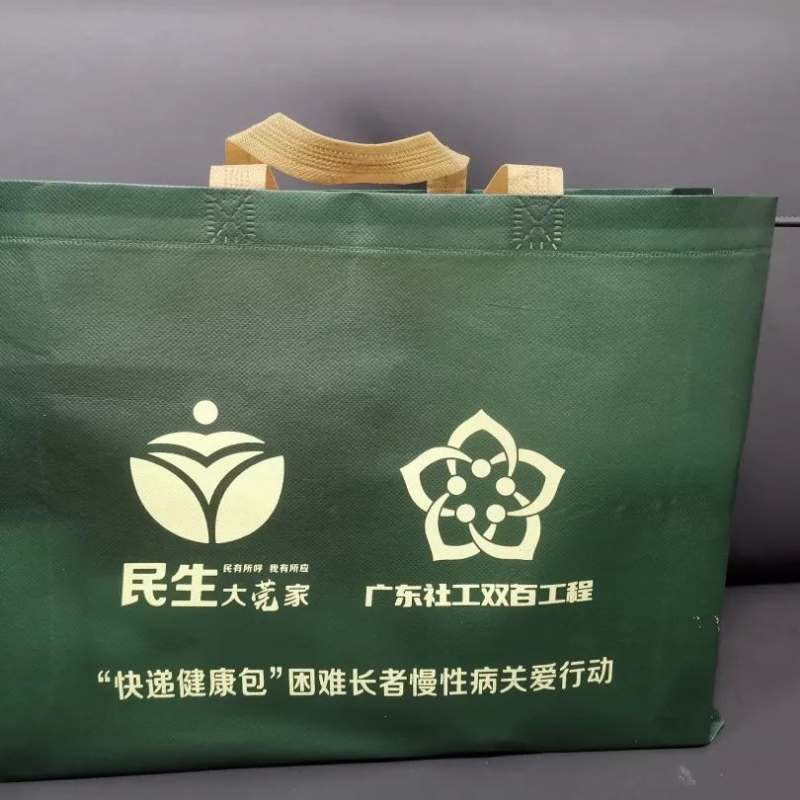 民有所呼 我有所应
民生大莞家
广东社工双百工程
“快递健康包”困难长者慢性病关爱行动